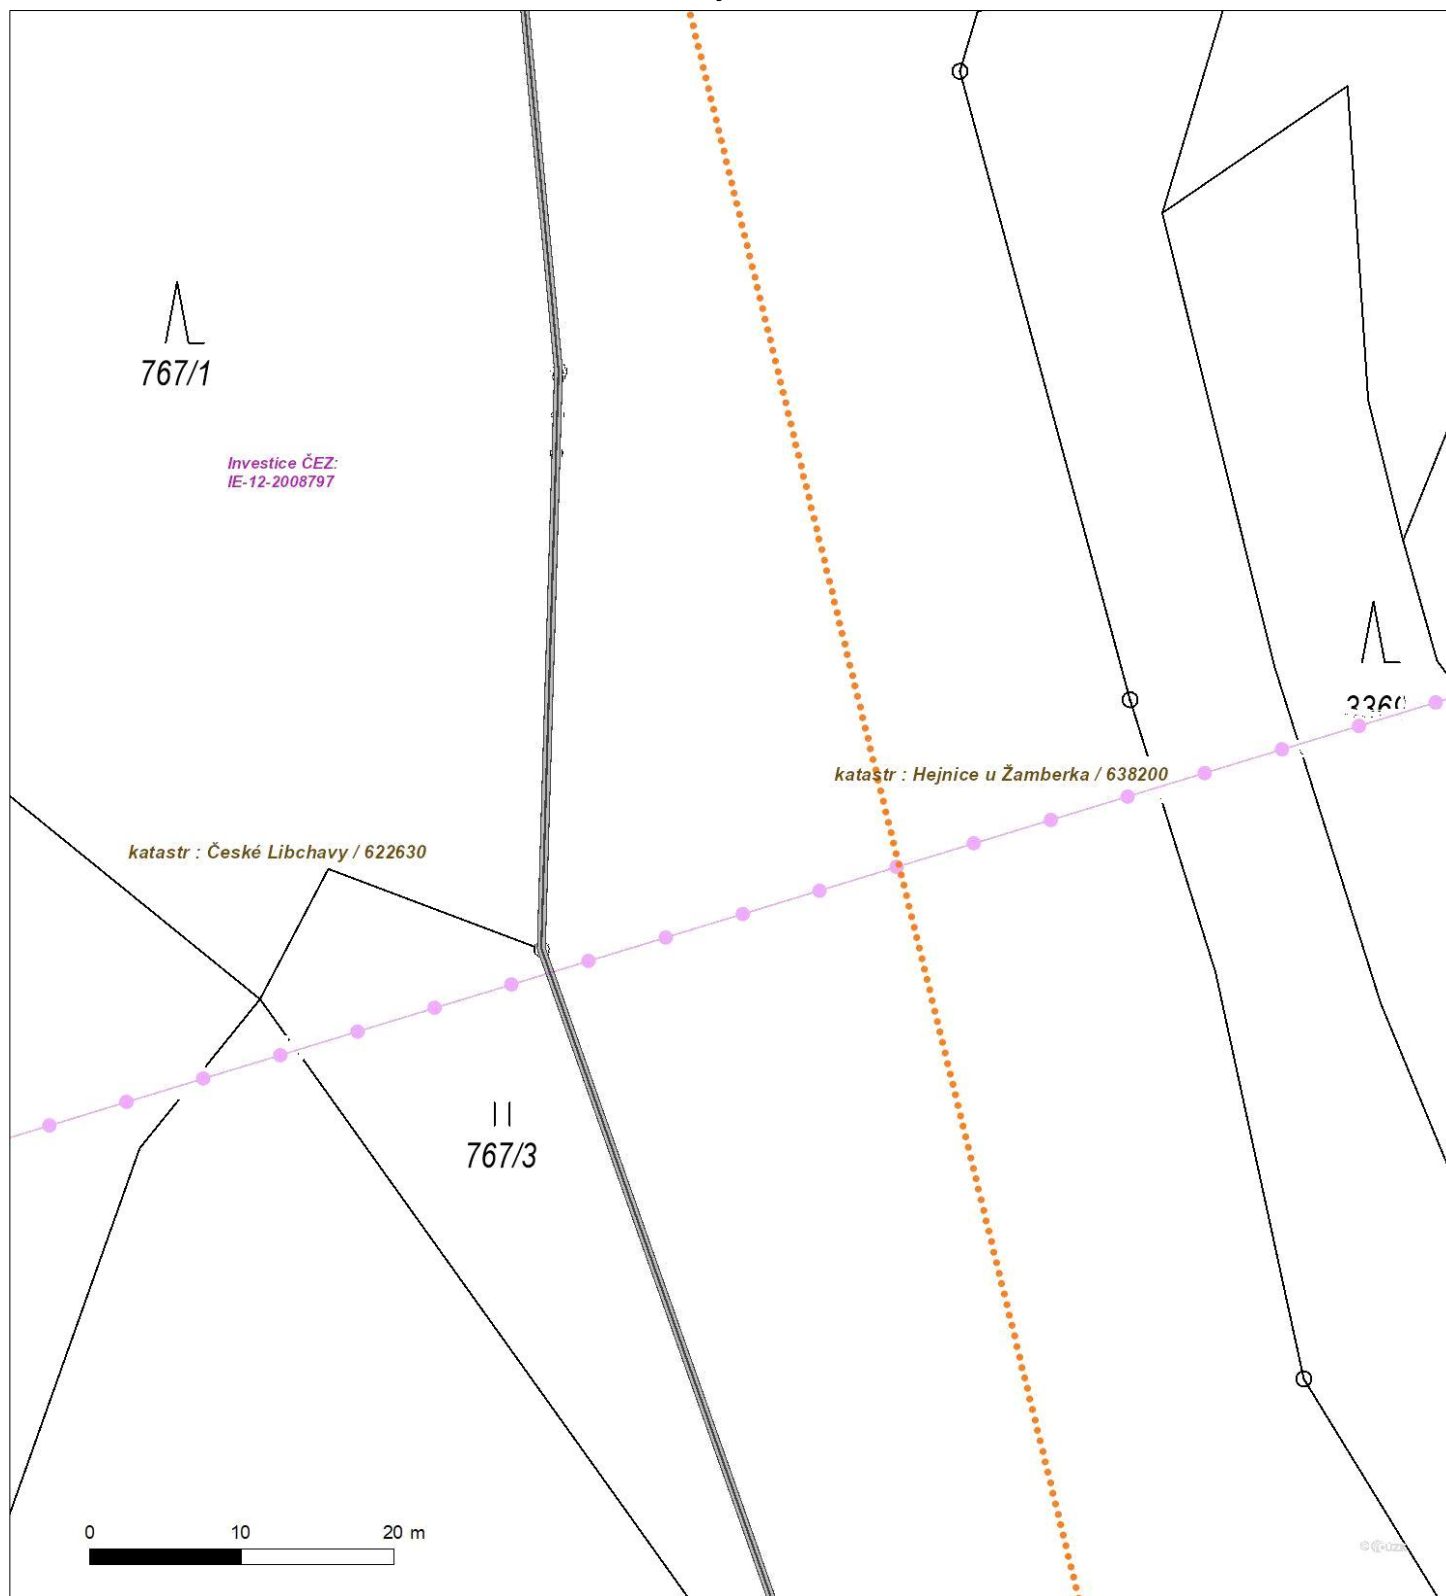 767/1
Investice ČEZ:
IE-12-2008797
katastr : Hejnice u Žamberka / 638200
katastr : České Libchavy / 622630
767/3
0 10 20 m